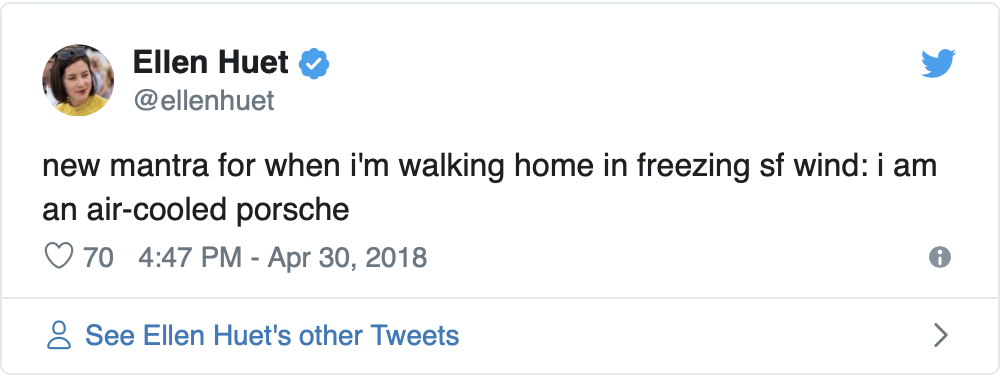 Ellen Huet
@ellenhuet
new mantra for when i'm walking home in freezing sf wind: i am
an air-cooled porsche
70 4:47 PM - Apr 30, 2018
See Ellen Huet's other Tweets